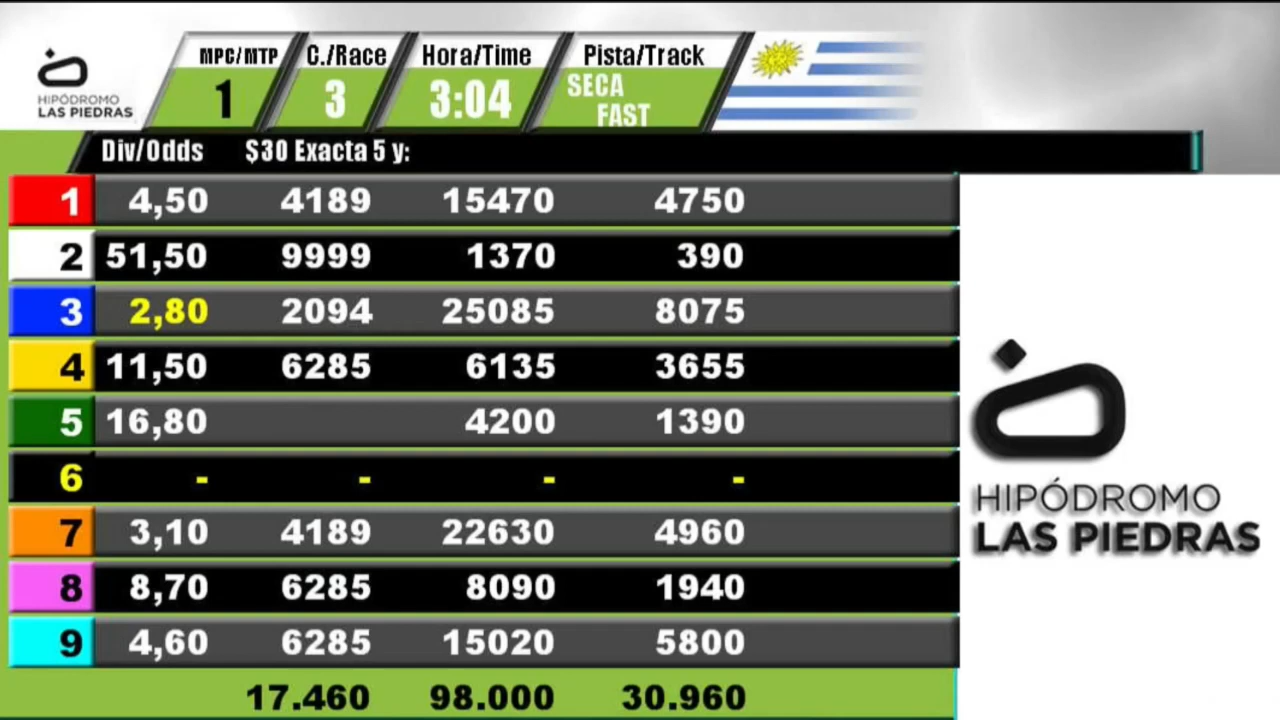 MPC/MTP C./Race Hora/Time Pista/Track
HIPÓDROMO
LAS PIEDRAS
1 3 3:04 SECA
FAST
Div/Odds $30 Exacta 5 y:
1 4,50 4189 15470 4750
2 51,50 9999 1370 390
3 2,80 2094 25085 8075
4 11,50 6285 6135 3655
5 16,80 4200 1390
6 - - - -
7 3,10 4189 22630 4960
8 8,70 6285 8090 1940
9 4,60 6285 15020 5800
17.460 98.000 30.960
HIPÓDROMO
LAS PIEDRAS